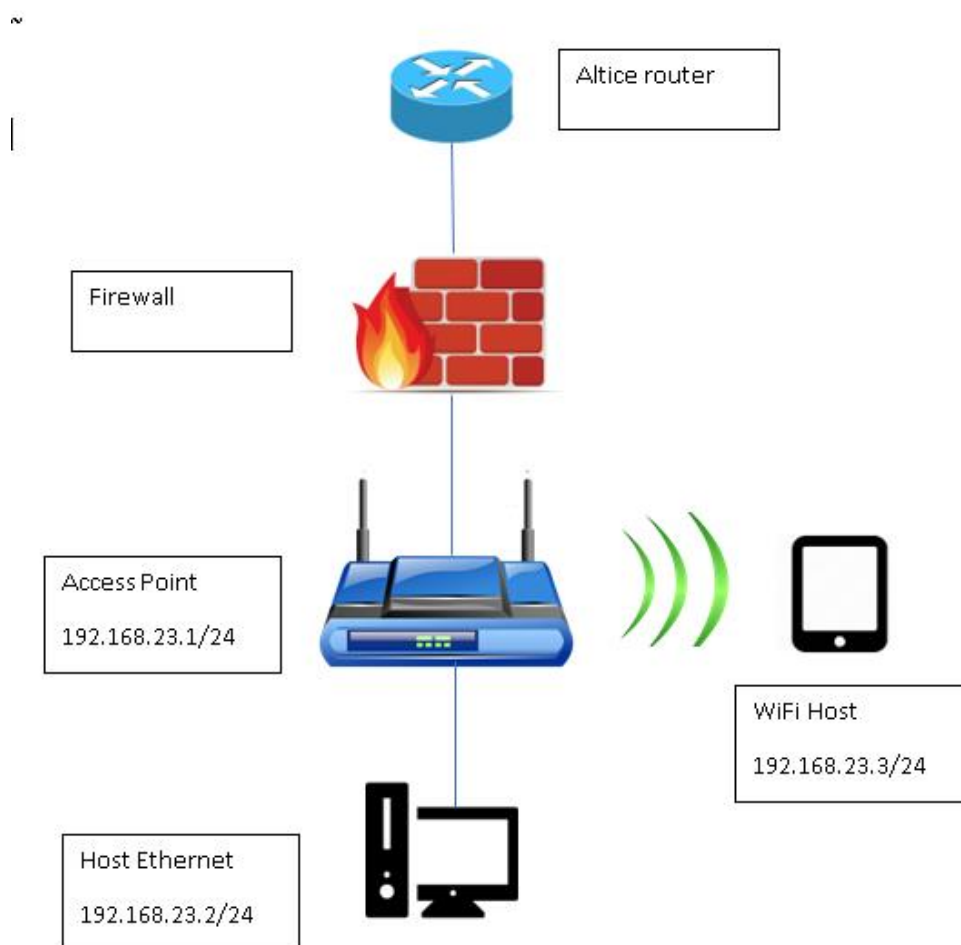 ~
Altice router
Firewall
Access Point
192.168.23.1/24
WiFi Host
192.168.23.3/24
Host Ethernet
192.168.23.2/24